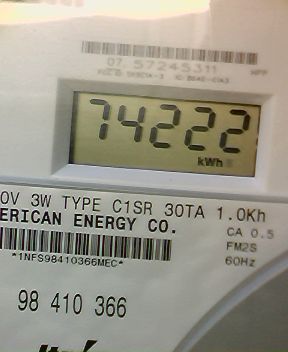 07 57245311
74222
kWh
0V 3W TYPE C1SR 30TA 1.0Kh
ERICAN ENERGY CO.
CA 0.5
FM2S
60Hz
*1NFS98410366MEC*
98 410 366